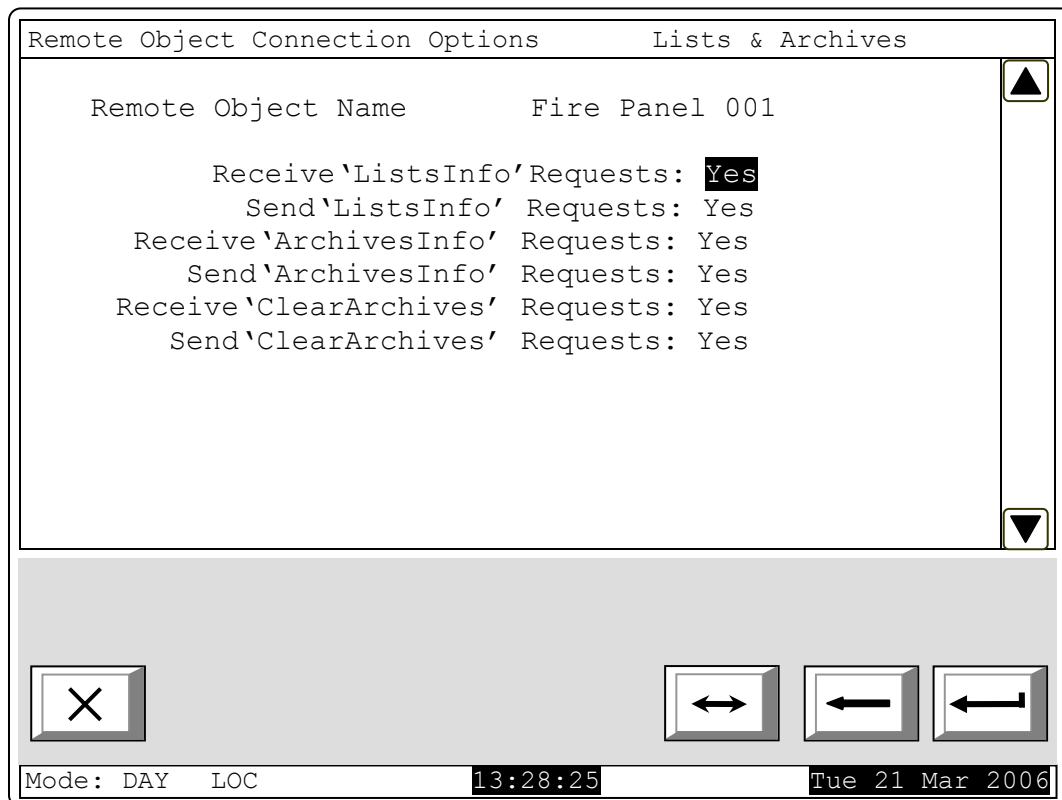 Remote Object Connection Options Lists & Archives
Remote Object Name Fire Panel 001
Receive‘ListsInfo’Requests: Yes
Send‘ListsInfo’ Requests: Yes
Receive‘ArchivesInfo’ Requests: Yes
Send‘ArchivesInfo’ Requests: Yes
Receive‘ClearArchives’ Requests: Yes
Send‘ClearArchives’ Requests: Yes
Mode: DAY LOC 13:28:25 Tue 21 Mar 2006